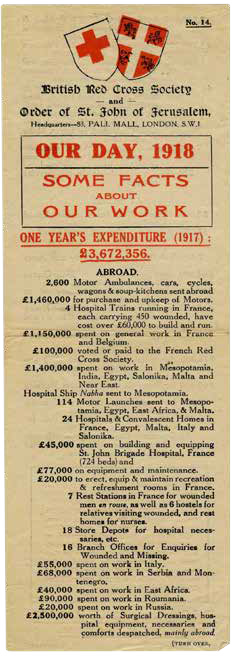 No. 14.
British Red Cross Society
— and —
Order of St. John of Jerusalem,
Headquarters—83, PALL MALL, LONDON, S.W.1
OUR DAY, 1918
SOME FACTS
ABOUT
OUR WORK
ONE YEAR'S EXPENDITURE (1917) :
£3,672,356.
ABROAD.
2,600 Motor Ambulances, cars, cycles,
wagons & soup-kitchens sent abroad
£1,460,000 for purchase and upkeep of Motors.
4 Hospital Trains running in France,
each carrying 450 wounded, have
cost over £60,000 to build and run.
£1,150,000 spent on general work in France
and Belgium.
£100,000 voted or paid to the French Red
Cross Society.
£1,400,000 spent on work in Mesopotamia,
India, Egypt, Salonika, Malta and
Near East.
Hospital Ship Nabha sent to Mesopotamia.
114 Motor Launches sent to Mesopo-
tamia, Egypt, East Africa, & Malta.
24 Hospitals & Convalescent Homes in
France, Egypt, Malta, Italy and
Salonika.
£45,000 spent on building and equipping
St. John Brigade Hospital, France
(724 beds) and
£77,000 on equipment and maintenance.
£20,000 to erect, equip & maintain recreation
& refreshment rooms in France.
7 Rest Stations in France for wounded
men en route, as well as 6 hostels for
relatives visiting wounded, and rest
homes for nurses.
18 Store Depots for hospital neces-
saries, etc.
16 Branch Offices for Enquiries for
Wounded and Missing.
£55,000 spent on work in Italy.
£68,000 spent on work in Serbia and Mon-
tenegro.
£40,000 spent on work in East Africa.
£90,000 spent on work in Roumania.
£20,000 spent on work in Russia.
£2,500,000 worth of Surgical Dressings, hos-
pital equipment, necessaries and
comforts despatched, mainly abroad.
(TURN OVER.